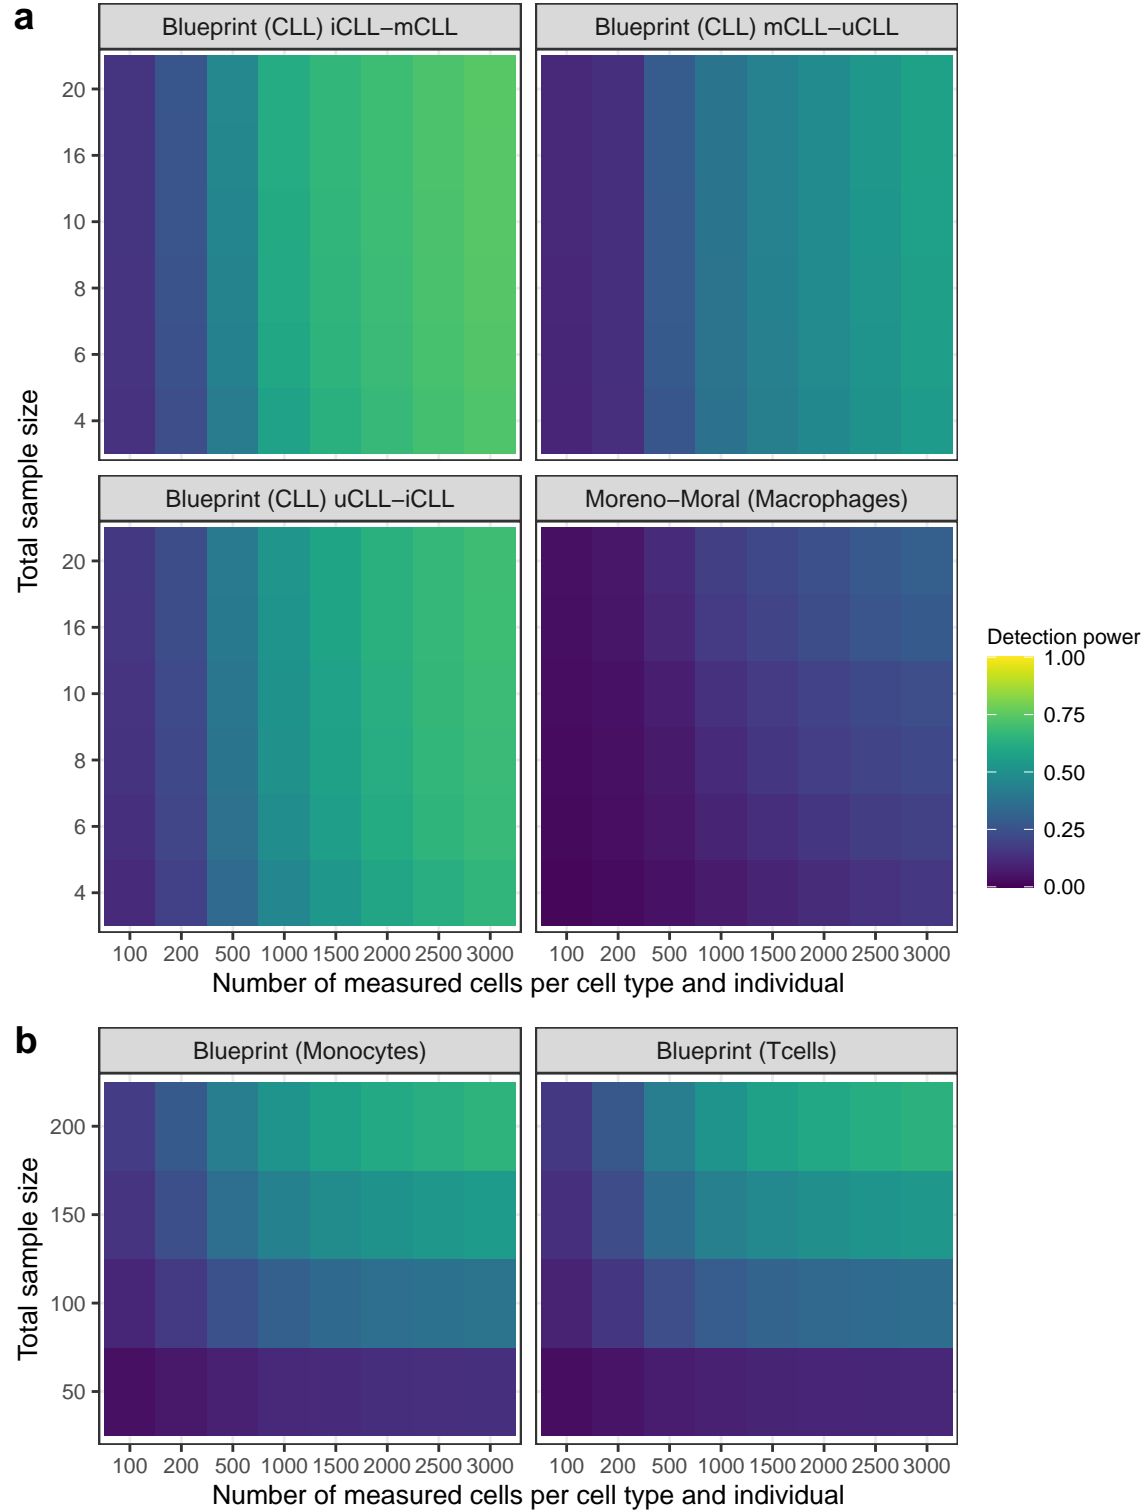 a
Blueprint (CLL) iCLL−mCLL
Blueprint (CLL) mCLL−uCLL
20
16
10
8
6
4
Total sample size
Blueprint (CLL) uCLL−iCLL
Moreno−Moral (Macrophages)
20
16
10
8
6
4
100 200 500 1000 1500 2000 2500 3000
100 200 500 1000 1500 2000 2500 3000
Number of measured cells per cell type and individual
Detection power
1.00
0.75
0.50
0.25
0.00
b
Blueprint (Monocytes)
Blueprint (Tcells)
200
150
100
50
Total sample size
100 200 500 1000 1500 2000 2500 3000
100 200 500 1000 1500 2000 2500 3000
Number of measured cells per cell type and individual